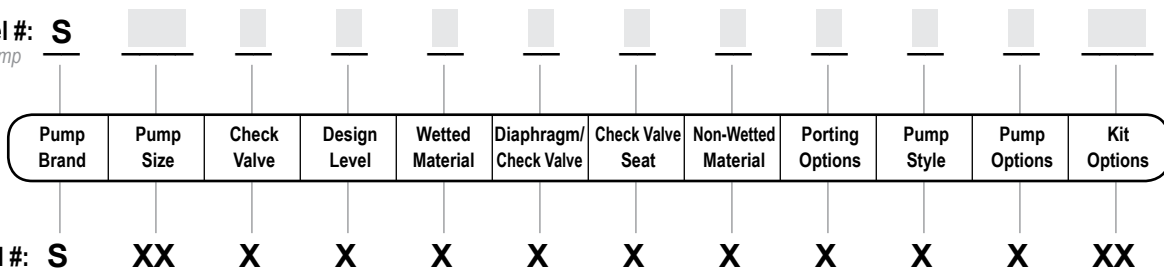 el #: S
mp
Pump Brand
Pump Size
Check Valve
Design Level
Wetted Material
Diaphragm/ Check Valve
Check Valve Seat
Non-Wetted Material
Porting Options
Pump Style
Pump Options
Kit Options
l #: S XX X X X X X X X X X XX